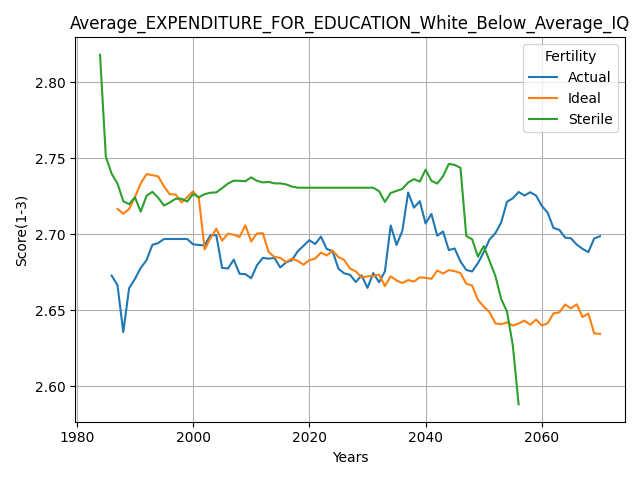 Average_EXPENDITURE_FOR_EDUCATION_White_Below_Average_IQ
Fertility
Actual
Ideal
Sterile
2.80
2.75
2.70
2.65
2.60
Score(1-3)
1980
2000
2020
2040
2060
Years